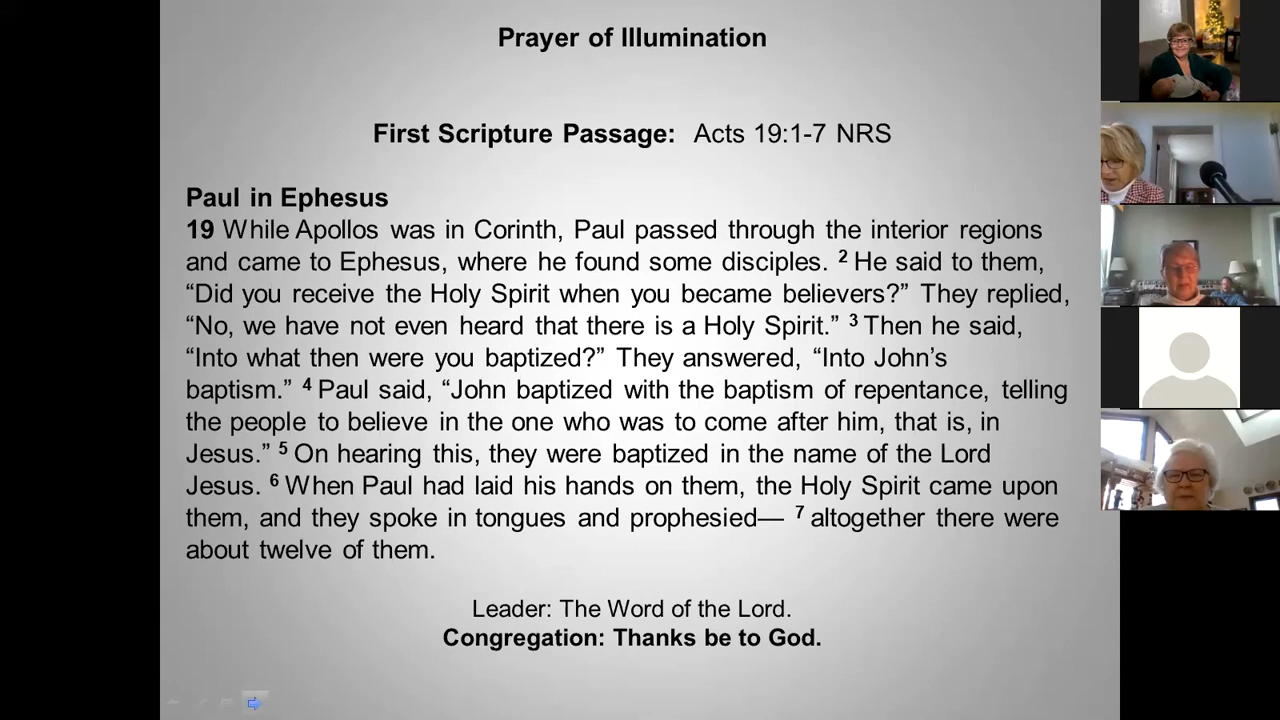 Prayer of Illumination
First Scripture Passage: Acts 19:1-7 NRS
Paul in Ephesus
19 While Apollos was in Corinth, Paul passed through the interior regions
and came to Ephesus, where he found some disciples. 2 He said to them,
“Did you receive the Holy Spirit when you became believers?” They replied,
“No, we have not even heard that there is a Holy Spirit.” 3 Then he said,
“Into what then were you baptized?” They answered, “Into John’s
baptism.” 4 Paul said, “John baptized with the baptism of repentance, telling
the people to believe in the one who was to come after him, that is, in
Jesus.” 5 On hearing this, they were baptized in the name of the Lord
Jesus. 6 When Paul had laid his hands on them, the Holy Spirit came upon
them, and they spoke in tongues and prophesied— 7 altogether there were
about twelve of them.
Leader: The Word of the Lord.
Congregation: Thanks be to God.